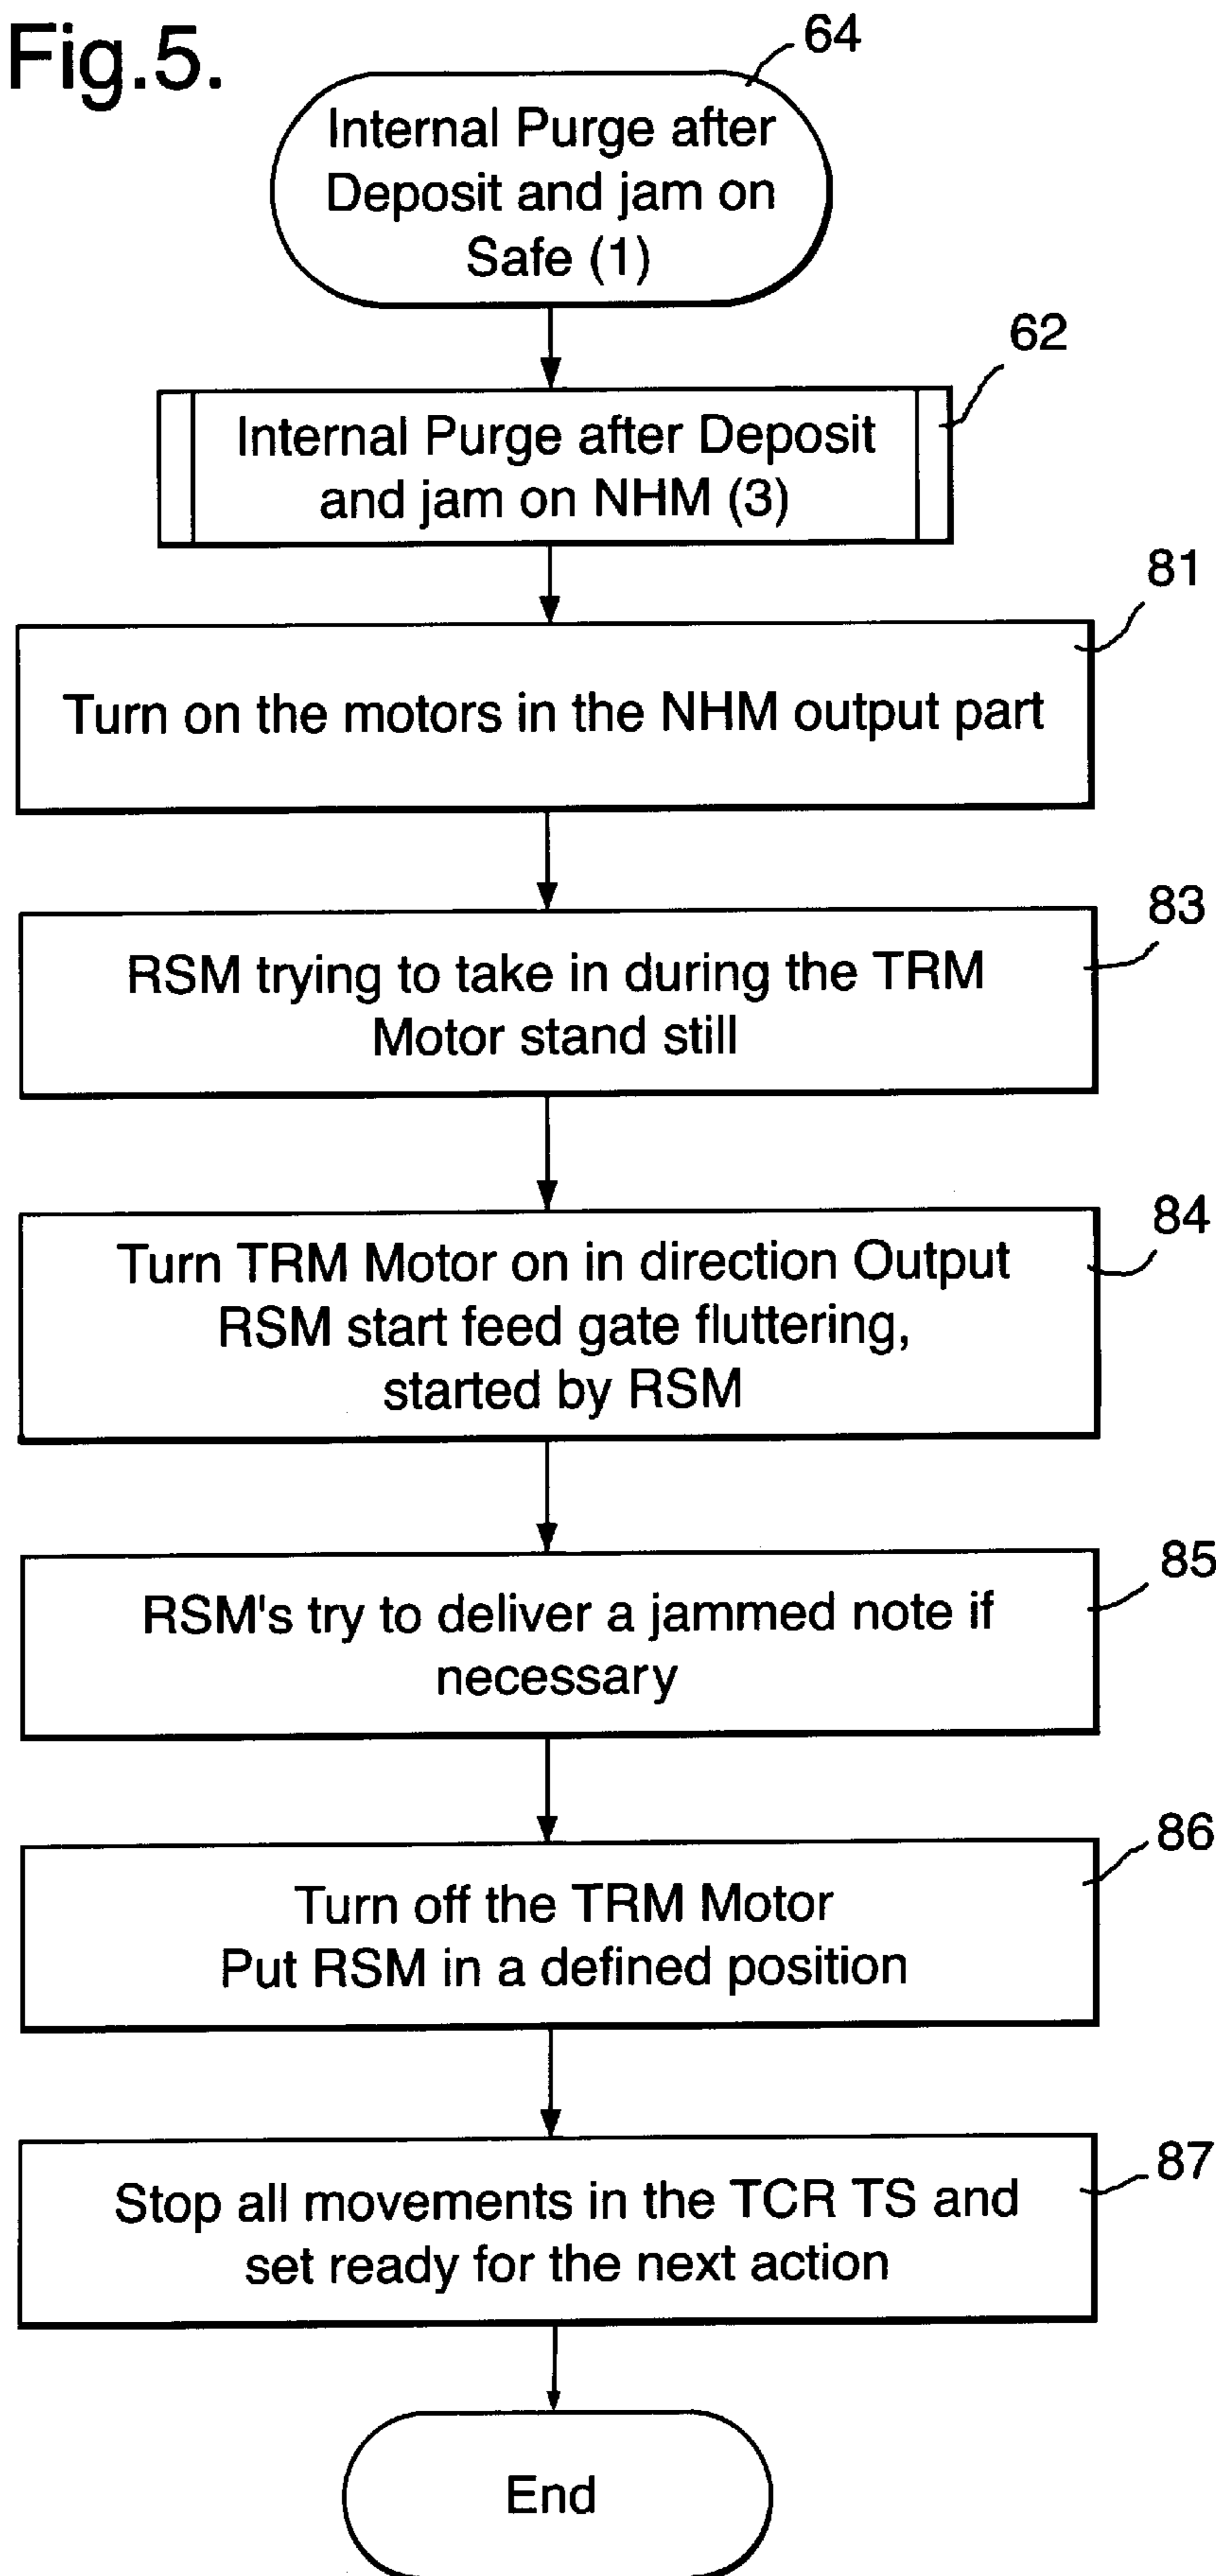 Fig.5.
64
Internal Purge after
Deposit and jam on
Safe (1)
62
Internal Purge after Deposit
and jam on NHM (3)
81
Turn on the motors in the NHM output part
83
RSM trying to take in during the TRM
Motor stand still
84
Turn TRM Motor on in direction Output
RSM start feed gate fluttering,
started by RSM
85
RSM's try to deliver a jammed note if
necessary
86
Turn off the TRM Motor
Put RSM in a defined position
87
Stop all movements in the TCR TS and
set ready for the next action
End